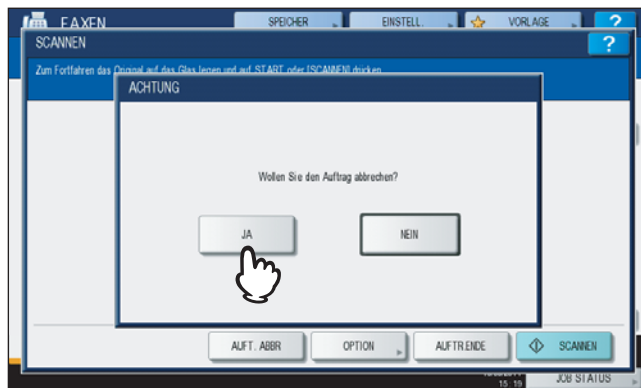 FAXEN SPEICHER EINSTELL. VORLAGE ?
SCANNEN ?
Zum Fortfahren das Original auf das Glas legen und auf START oder [SCANNEN] drücken
ACHTUNG
Wollen Sie den Auftrag abbrechen?
JA NEIN
AUFT. ABBR OPTION AUFTR.ENDE SCANNEN
15:19 JOB STATUS